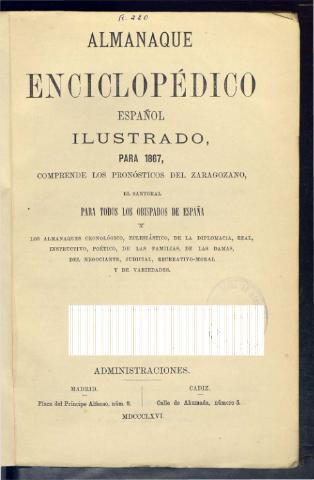 R. 220
ALMANAQUE
ENCICLOPÉDICO
ESPAÑOL
ILUSTRADO,
PARA 1867,
COMPRENDE LOS PRONÓSTICOS DEL ZARAGOZANO,
EL SANTORAL
PARA TODOS LOS OBISPADOS DE ESPAÑA
Y
LOS ALMANAQUES CRONOLÓGICO, ECLESIÁSTICO, DE LA DIPLOMACIA, REAL,
INSTRUCTIVO, POÉTICO, DE LAS FAMILIAS, DE LAS DAMAS,
DEL NEGOCIANTE, JUDICIAL, RECREATIVO-MORAL
Y DE VARIEDADES.
ADMINISTRACIONES.
MADRID.
Plaza del Príncipe Alfonso, núm. 8.
CADIZ.
Calle de Ahumada, número 5.
MDCCCLXVI.